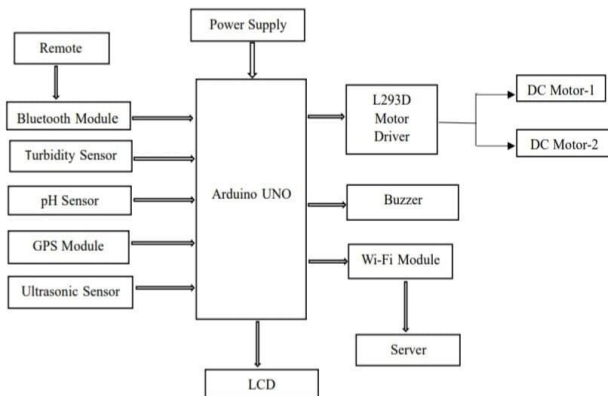 Power Supply
Remote
Bluetooth Module
Turbidity Sensor
pH Sensor
GPS Module
Ultrasonic Sensor
Arduino UNO
L293D
Motor
Driver
DC Motor-1
DC Motor-2
Buzzer
Wi-Fi Module
Server
LCD